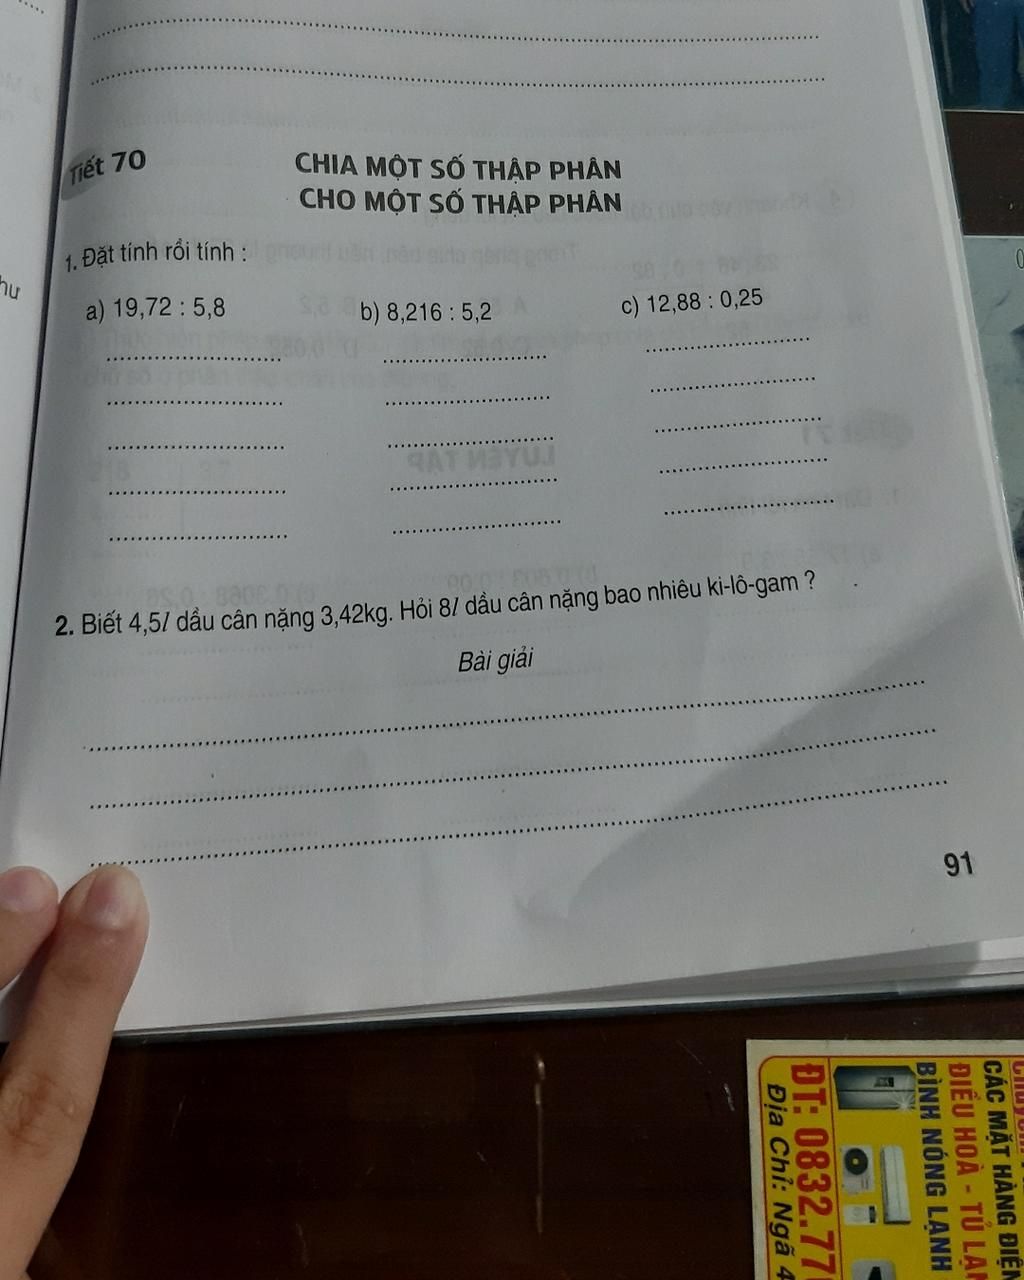 Tiết 70
CHIA MỘT SỐ THẬP PHÂN
CHO MỘT SỐ THẬP PHÂN
1. Đặt tính rồi tính :
a) 19,72 : 5,8
b) 8,216 : 5,2
c) 12,88 : 0,25
2. Biết 4,5l dầu cân nặng 3,42kg. Hỏi 8l dầu cân nặng bao nhiêu ki-lô-gam ?
Bài giải
91
CÁC MẶT HÀNG ĐIỆN
ĐIỀU HOÀ - TỦ LẠN
BÌNH NÓNG LẠNH
ĐT: 0832.77
Địa Chỉ: Ngã 4